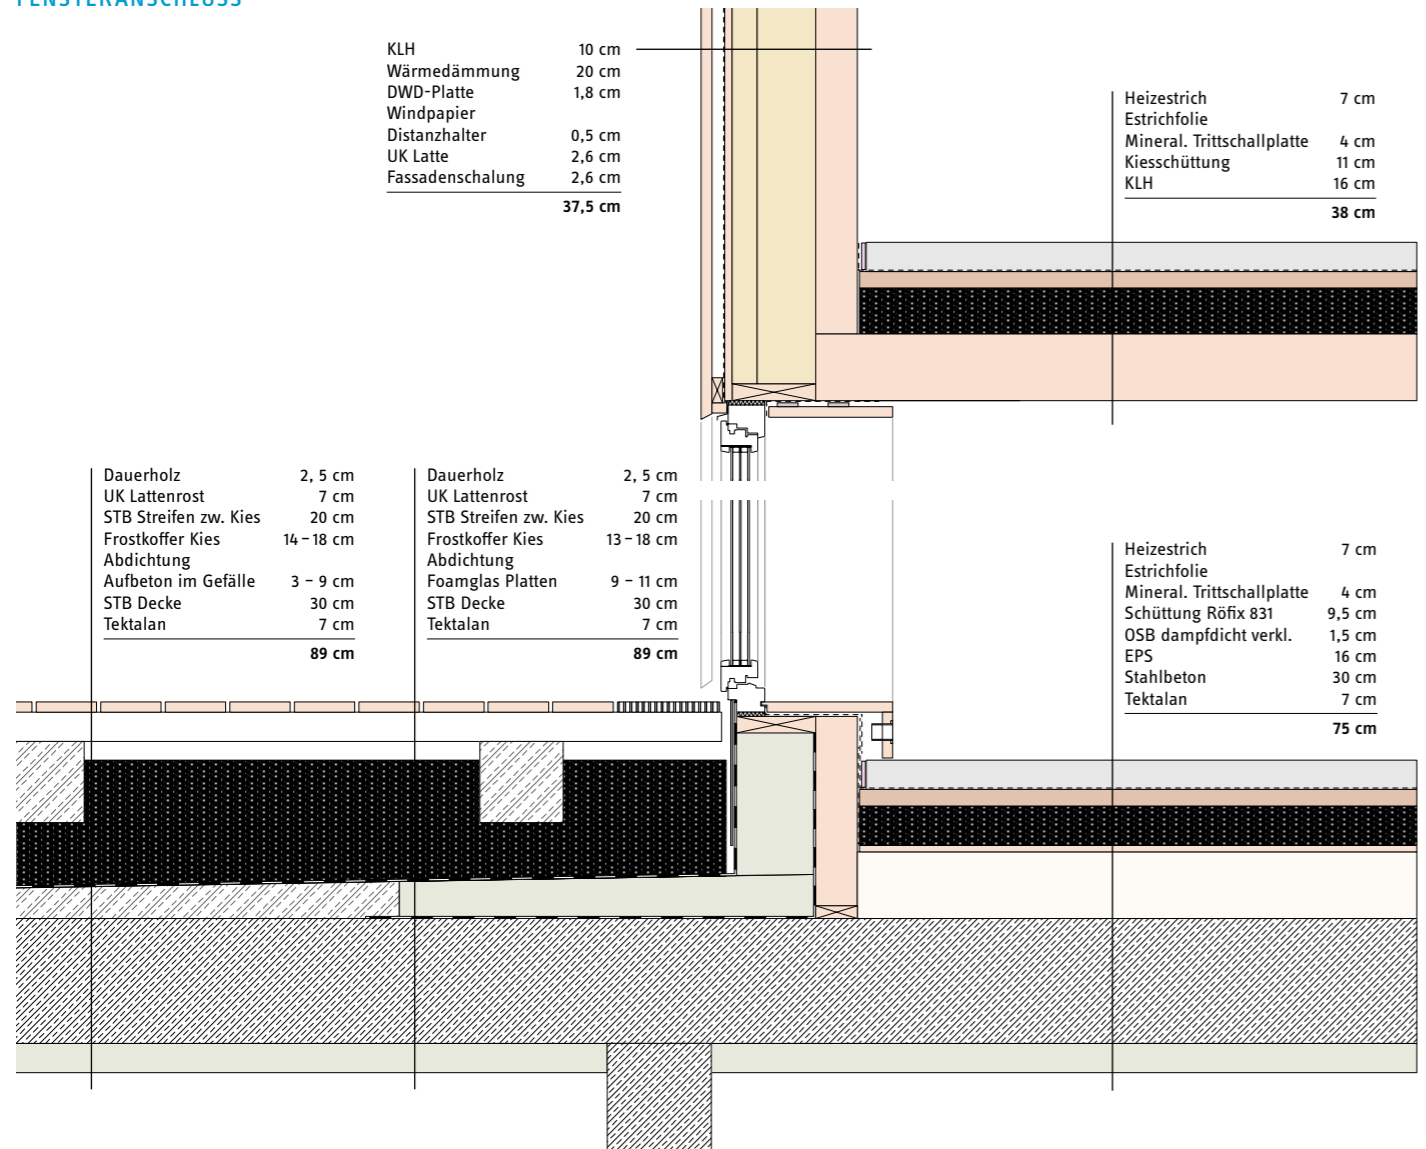 FENSTERANSCHLUSS
KLH 10 cm
Wärmedämmung 20 cm
DWD-Platte 1,8 cm
Windpapier
Distanzhalter 0,5 cm
UK Latte 2,6 cm
Fassadenschalung 2,6 cm
37,5 cm
Heizestrich 7 cm
Estrichfolie
Mineral. Trittschallplatte 4 cm
Kiesschüttung 11 cm
KLH 16 cm
38 cm
Dauerholz 2, 5 cm
UK Lattenrost 7 cm
STB Streifen zw. Kies 20 cm
Frostkoffer Kies 14–18 cm
Abdichtung
Aufbeton im Gefälle 3 – 9 cm
STB Decke 30 cm
Tektalan 7 cm
89 cm
Dauerholz 2, 5 cm
UK Lattenrost 7 cm
STB Streifen zw. Kies 20 cm
Frostkoffer Kies 13–18 cm
Abdichtung
Foamglas Platten 9 – 11 cm
STB Decke 30 cm
Tektalan 7 cm
89 cm
Heizestrich 7 cm
Estrichfolie
Mineral. Trittschallplatte 4 cm
Schüttung Röfix 831 9,5 cm
OSB dampfdicht verkl. 1,5 cm
EPS 16 cm
Stahlbeton 30 cm
Tektalan 7 cm
75 cm